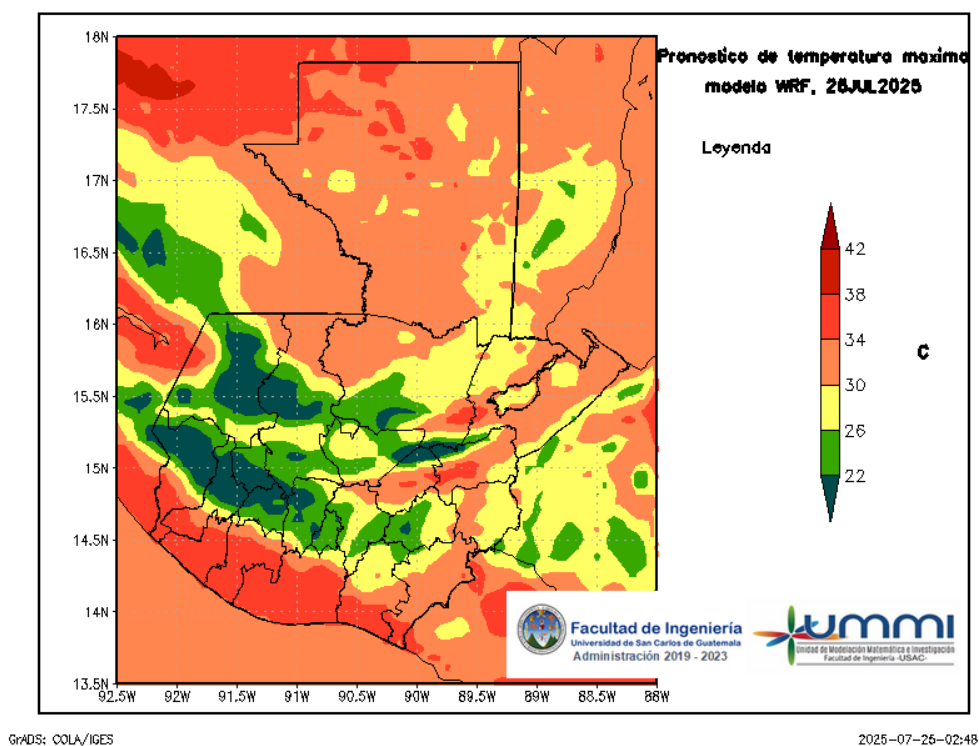 18N
17.5N
17N
16.5N
16N
15.5N
15N
14.5N
14N
13.5N
92.5W
92W
91.5W
91W
90.5W
90W
89.5W
89W
88.5W
88W
Pronostico de temperatura maxima
modelo WRF, 26JUL2025
Leyenda
42
38
34
30
26
22
C
Facultad de Ingeniería
Universidad de San Carlos de Guatemala
Administración 2019 - 2023
UMMI
Unidad de Modelación Matemática e Investigación
Facultad de Ingeniería -USAC-
GrADS: COLA/IGES
2025-07-26-02:48